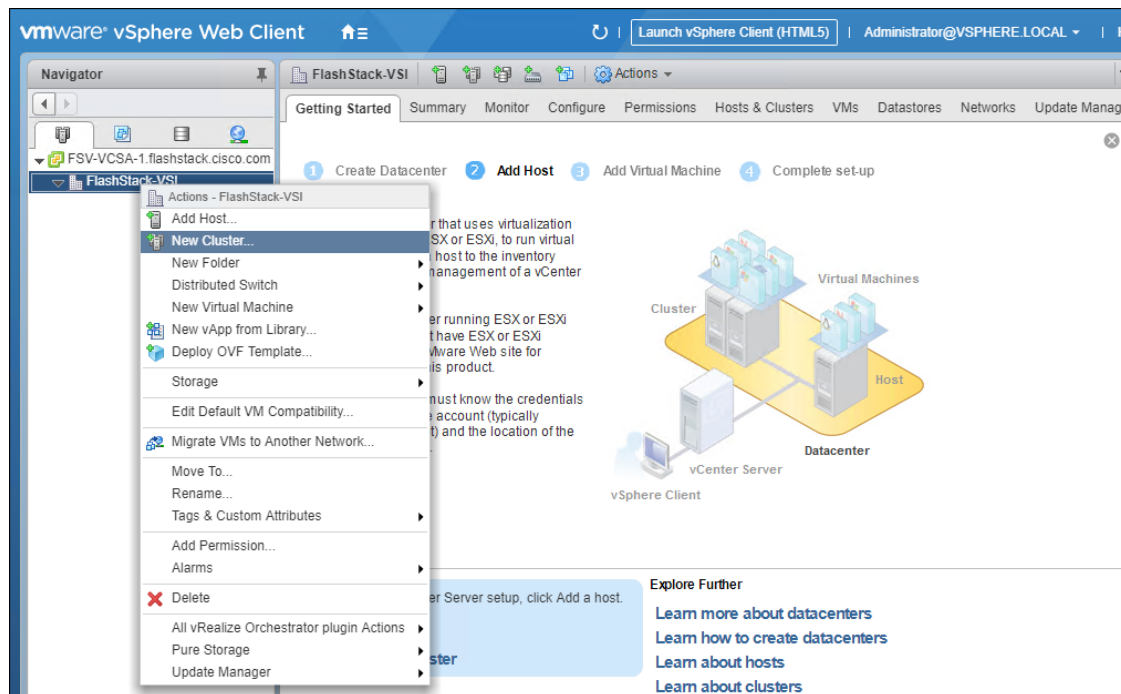 vmware® vSphere Web Client
Launch vSphere Client (HTML5)
Administrator@VSPHERE.LOCAL
Navigator
FlashStack-VSI
Actions
Getting Started Summary Monitor Configure Permissions Hosts & Clusters VMs Datastores Networks Update Manag
FSV-VCSA-1.flashstack.cisco.com
FlashStack-VSI
1 Create Datacenter 2 Add Host 3 Add Virtual Machine 4 Complete set-up
Actions - FlashStack-VSI
Add Host...
New Cluster...
New Folder
Distributed Switch
New Virtual Machine
New vApp from Library...
Deploy OVF Template...
Storage
Edit Default VM Compatibility...
Migrate VMs to Another Network...
Move To...
Rename...
Tags & Custom Attributes
Add Permission...
Alarms
Delete
All vRealize Orchestrator plugin Actions
Pure Storage
Update Manager
r that uses virtualization
SX or ESXi, to run virtual
host to the inventory
management of a vCenter
er running ESX or ESXi
t have ESX or ESXi
Mware Web site for
is product.
must know the credentials
e account (typically
t) and the location of the
Virtual Machines
Cluster
Host
Datacenter
vCenter Server
vSphere Client
er Server setup, click Add a host.
ster
Explore Further
Learn more about datacenters
Learn how to create datacenters
Learn about hosts
Learn about clusters